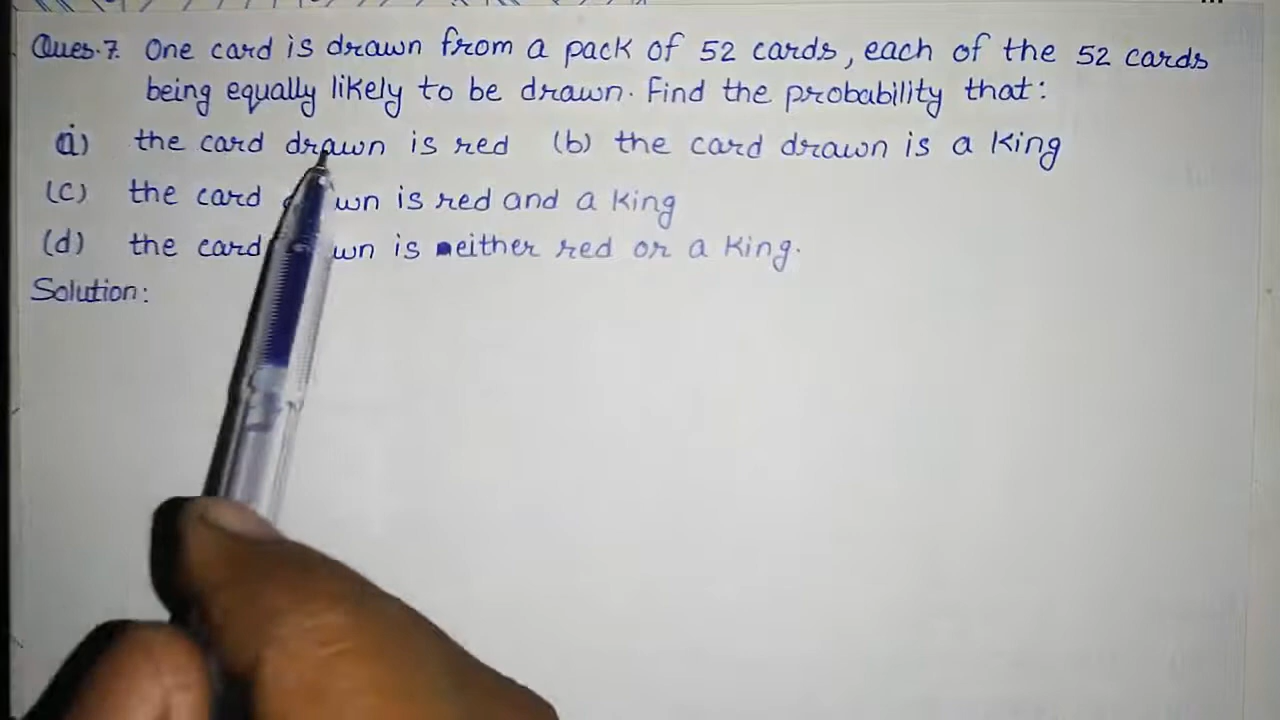 Ques.7. One card is drawn from a pack of 52 cards, each of the 52 cards
being equally likely to be drawn. Find the probability that:
a) the card drawn is red (b) the card drawn is a king
(c) the card wn is red and a king
(d) the card wn is either red or a king.
Solution: